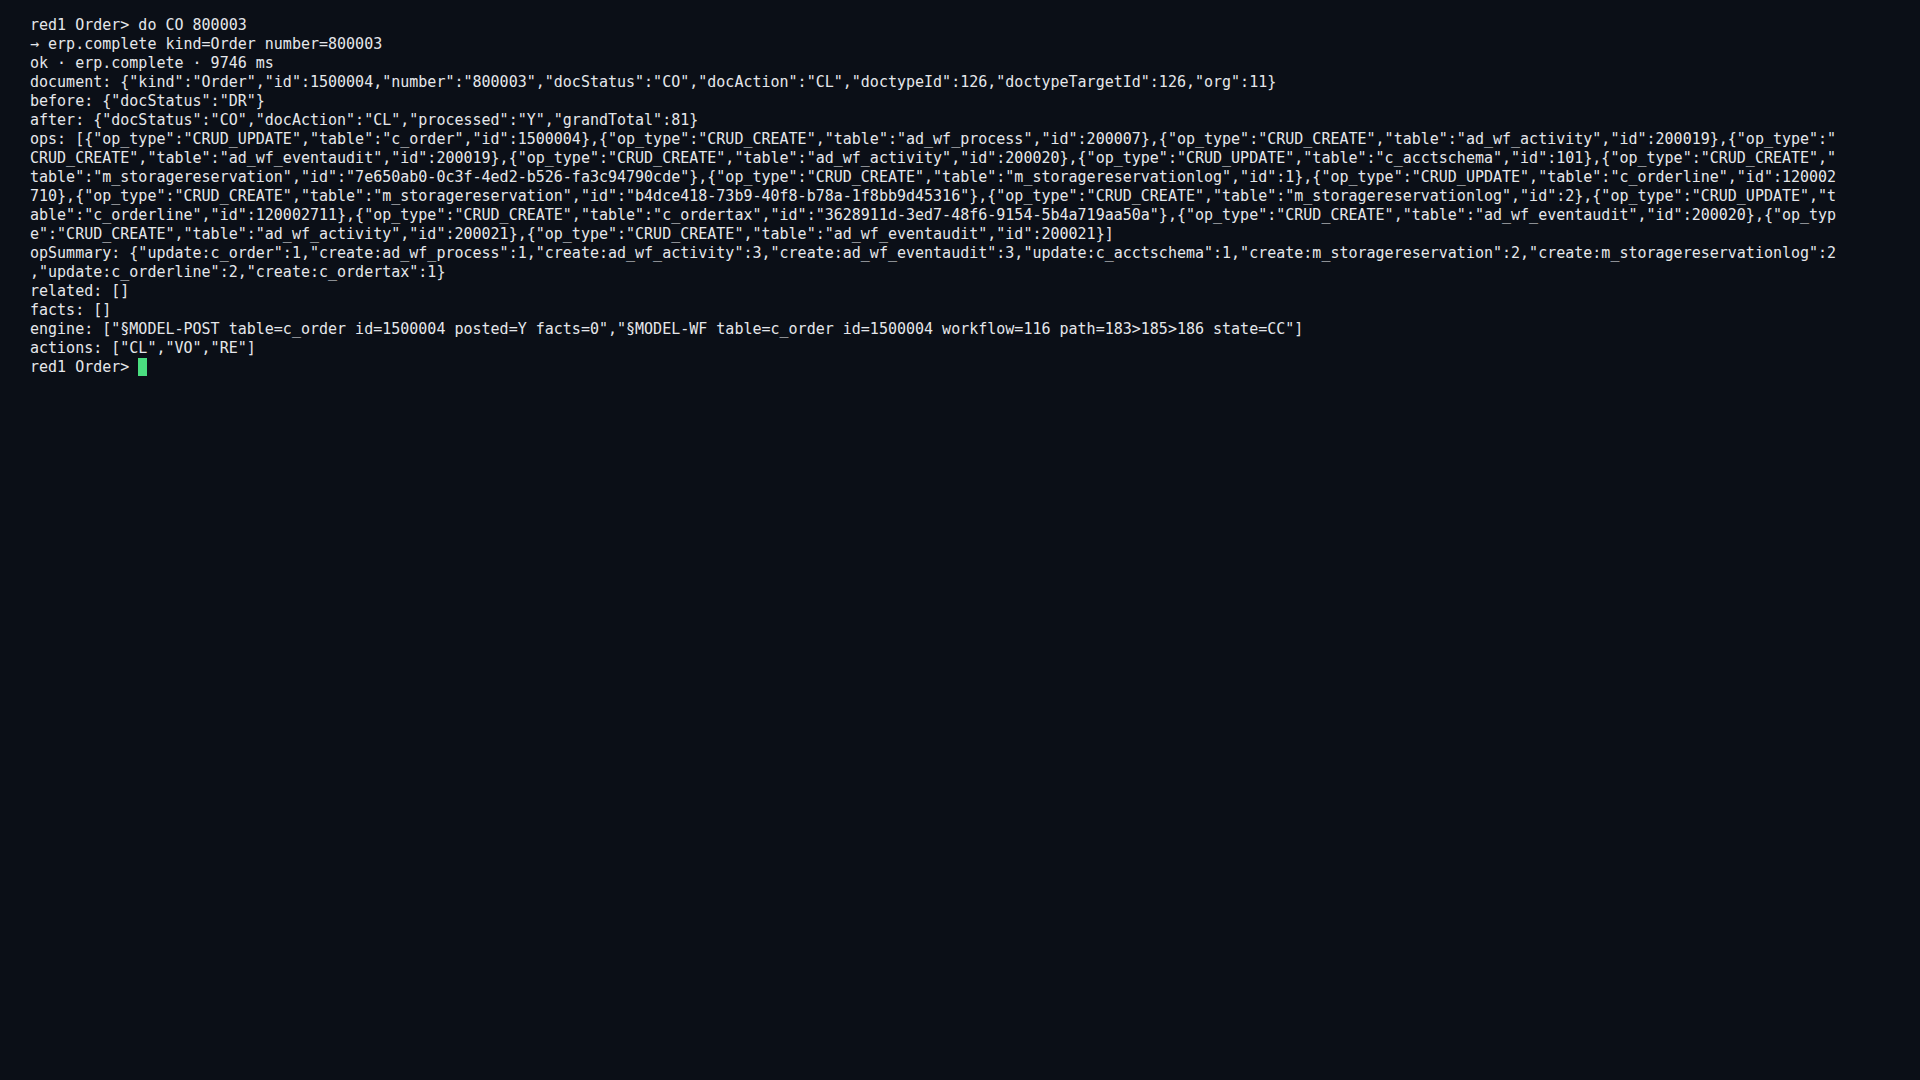 red1 Order> do CO 800003
→ erp.complete kind=Order number=800003
ok · erp.complete · 9746 ms
document: {"kind":"Order","id":1500004,"number":"800003","docStatus":"CO","docAction":"CL","doctypeId":126,"doctypeTargetId":126,"org":11}
before: {"docStatus":"DR"}
after: {"docStatus":"CO","docAction":"CL","processed":"Y","grandTotal":81}
ops: [{"op_type":"CRUD_UPDATE","table":"c_order","id":1500004},{"op_type":"CRUD_CREATE","table":"ad_wf_process","id":200007},{"op_type":"CRUD_CREATE","table":"ad_wf_activity","id":200019},{"op_type":"
CRUD_CREATE","table":"ad_wf_eventaudit","id":200019},{"op_type":"CRUD_CREATE","table":"ad_wf_activity","id":200020},{"op_type":"CRUD_UPDATE","table":"c_acctschema","id":101},{"op_type":"CRUD_CREATE","
table":"m_storagereservation","id":"7e650ab0-0c3f-4ed2-b526-fa3c94790cde"},{"op_type":"CRUD_CREATE","table":"m_storagereservationlog","id":1},{"op_type":"CRUD_UPDATE","table":"c_orderline","id":120002
710},{"op_type":"CRUD_CREATE","table":"m_storagereservation","id":"b4dce418-73b9-40f8-b78a-1f8bb9d45316"},{"op_type":"CRUD_CREATE","table":"m_storagereservationlog","id":2},{"op_type":"CRUD_UPDATE","t
able":"c_orderline","id":120002711},{"op_type":"CRUD_CREATE","table":"c_ordertax","id":"3628911d-3ed7-48f6-9154-5b4a719aa50a"},{"op_type":"CRUD_CREATE","table":"ad_wf_eventaudit","id":200020},{"op_typ
e":"CRUD_CREATE","table":"ad_wf_activity","id":200021},{"op_type":"CRUD_CREATE","table":"ad_wf_eventaudit","id":200021}]
opSummary: {"update:c_order":1,"create:ad_wf_process":1,"create:ad_wf_activity":3,"create:ad_wf_eventaudit":3,"update:c_acctschema":1,"create:m_storagereservation":2,"create:m_storagereservationlog":2
,"update:c_orderline":2,"create:c_ordertax":1}
related: []
facts: []
engine: ["§MODEL-POST table=c_order id=1500004 posted=Y facts=0","§MODEL-WF table=c_order id=1500004 workflow=116 path=183>185>186 state=CC"]
actions: ["CL","VO","RE"]
red1 Order>